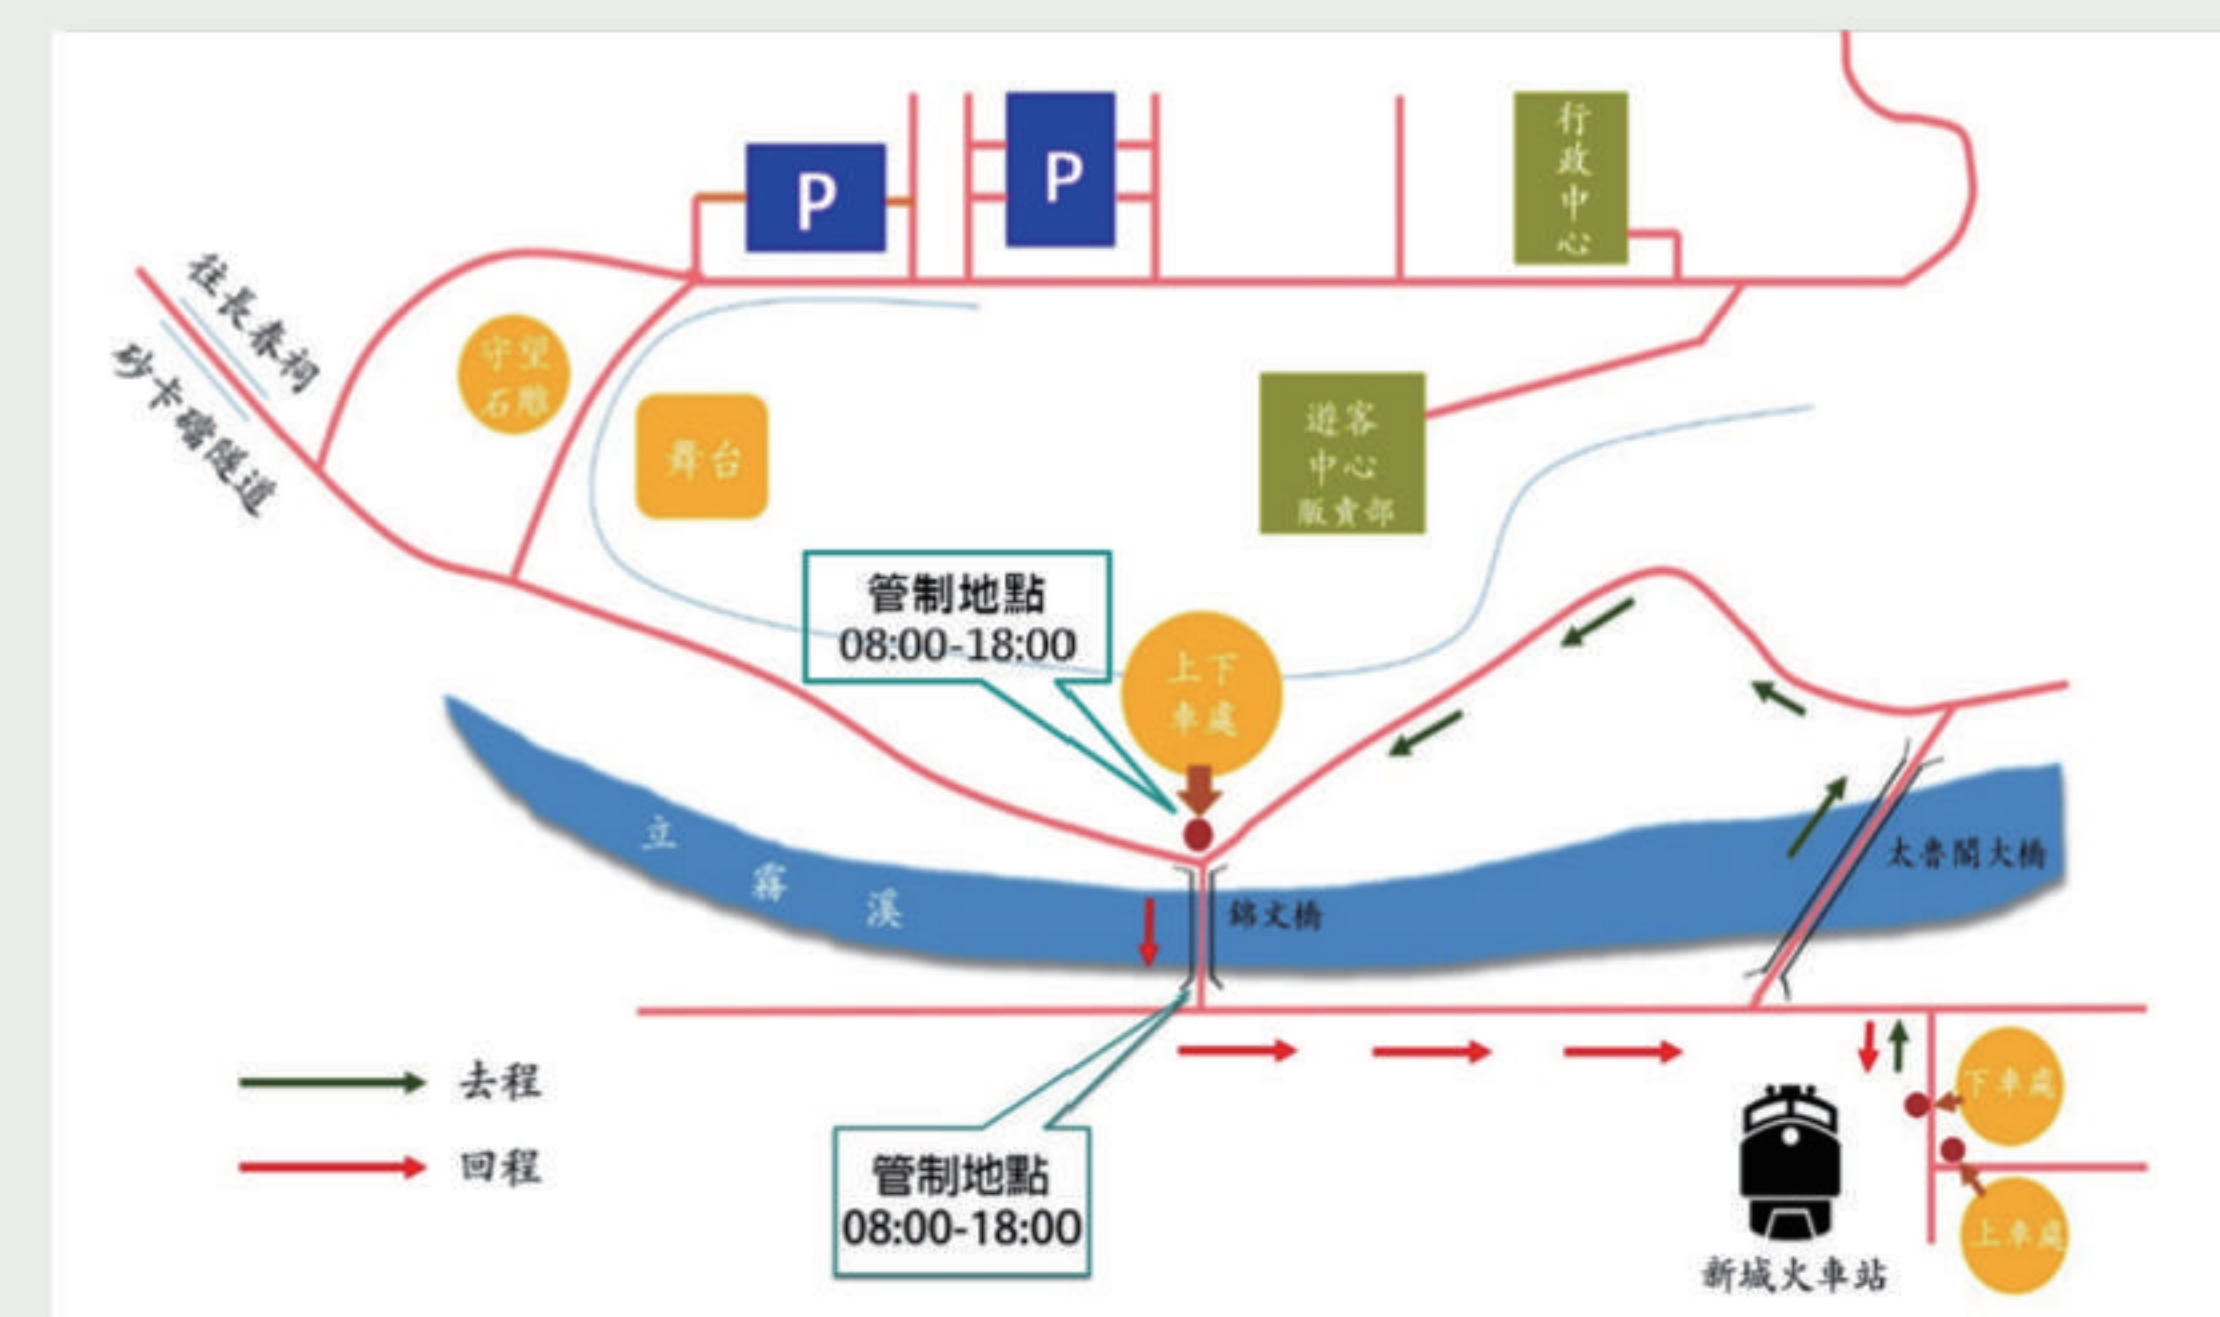 P
P
行
政
中
心
往長春祠
砂卡礑隧道
守望
石雕
舞台
遊客
中心
販賣部
管制地點
08:00-18:00
上下
車處
立
霧
溪
錦文橋
太魯閣大橋
去程
回程
管制地點
08:00-18:00
下車處
上車處
新城火車站